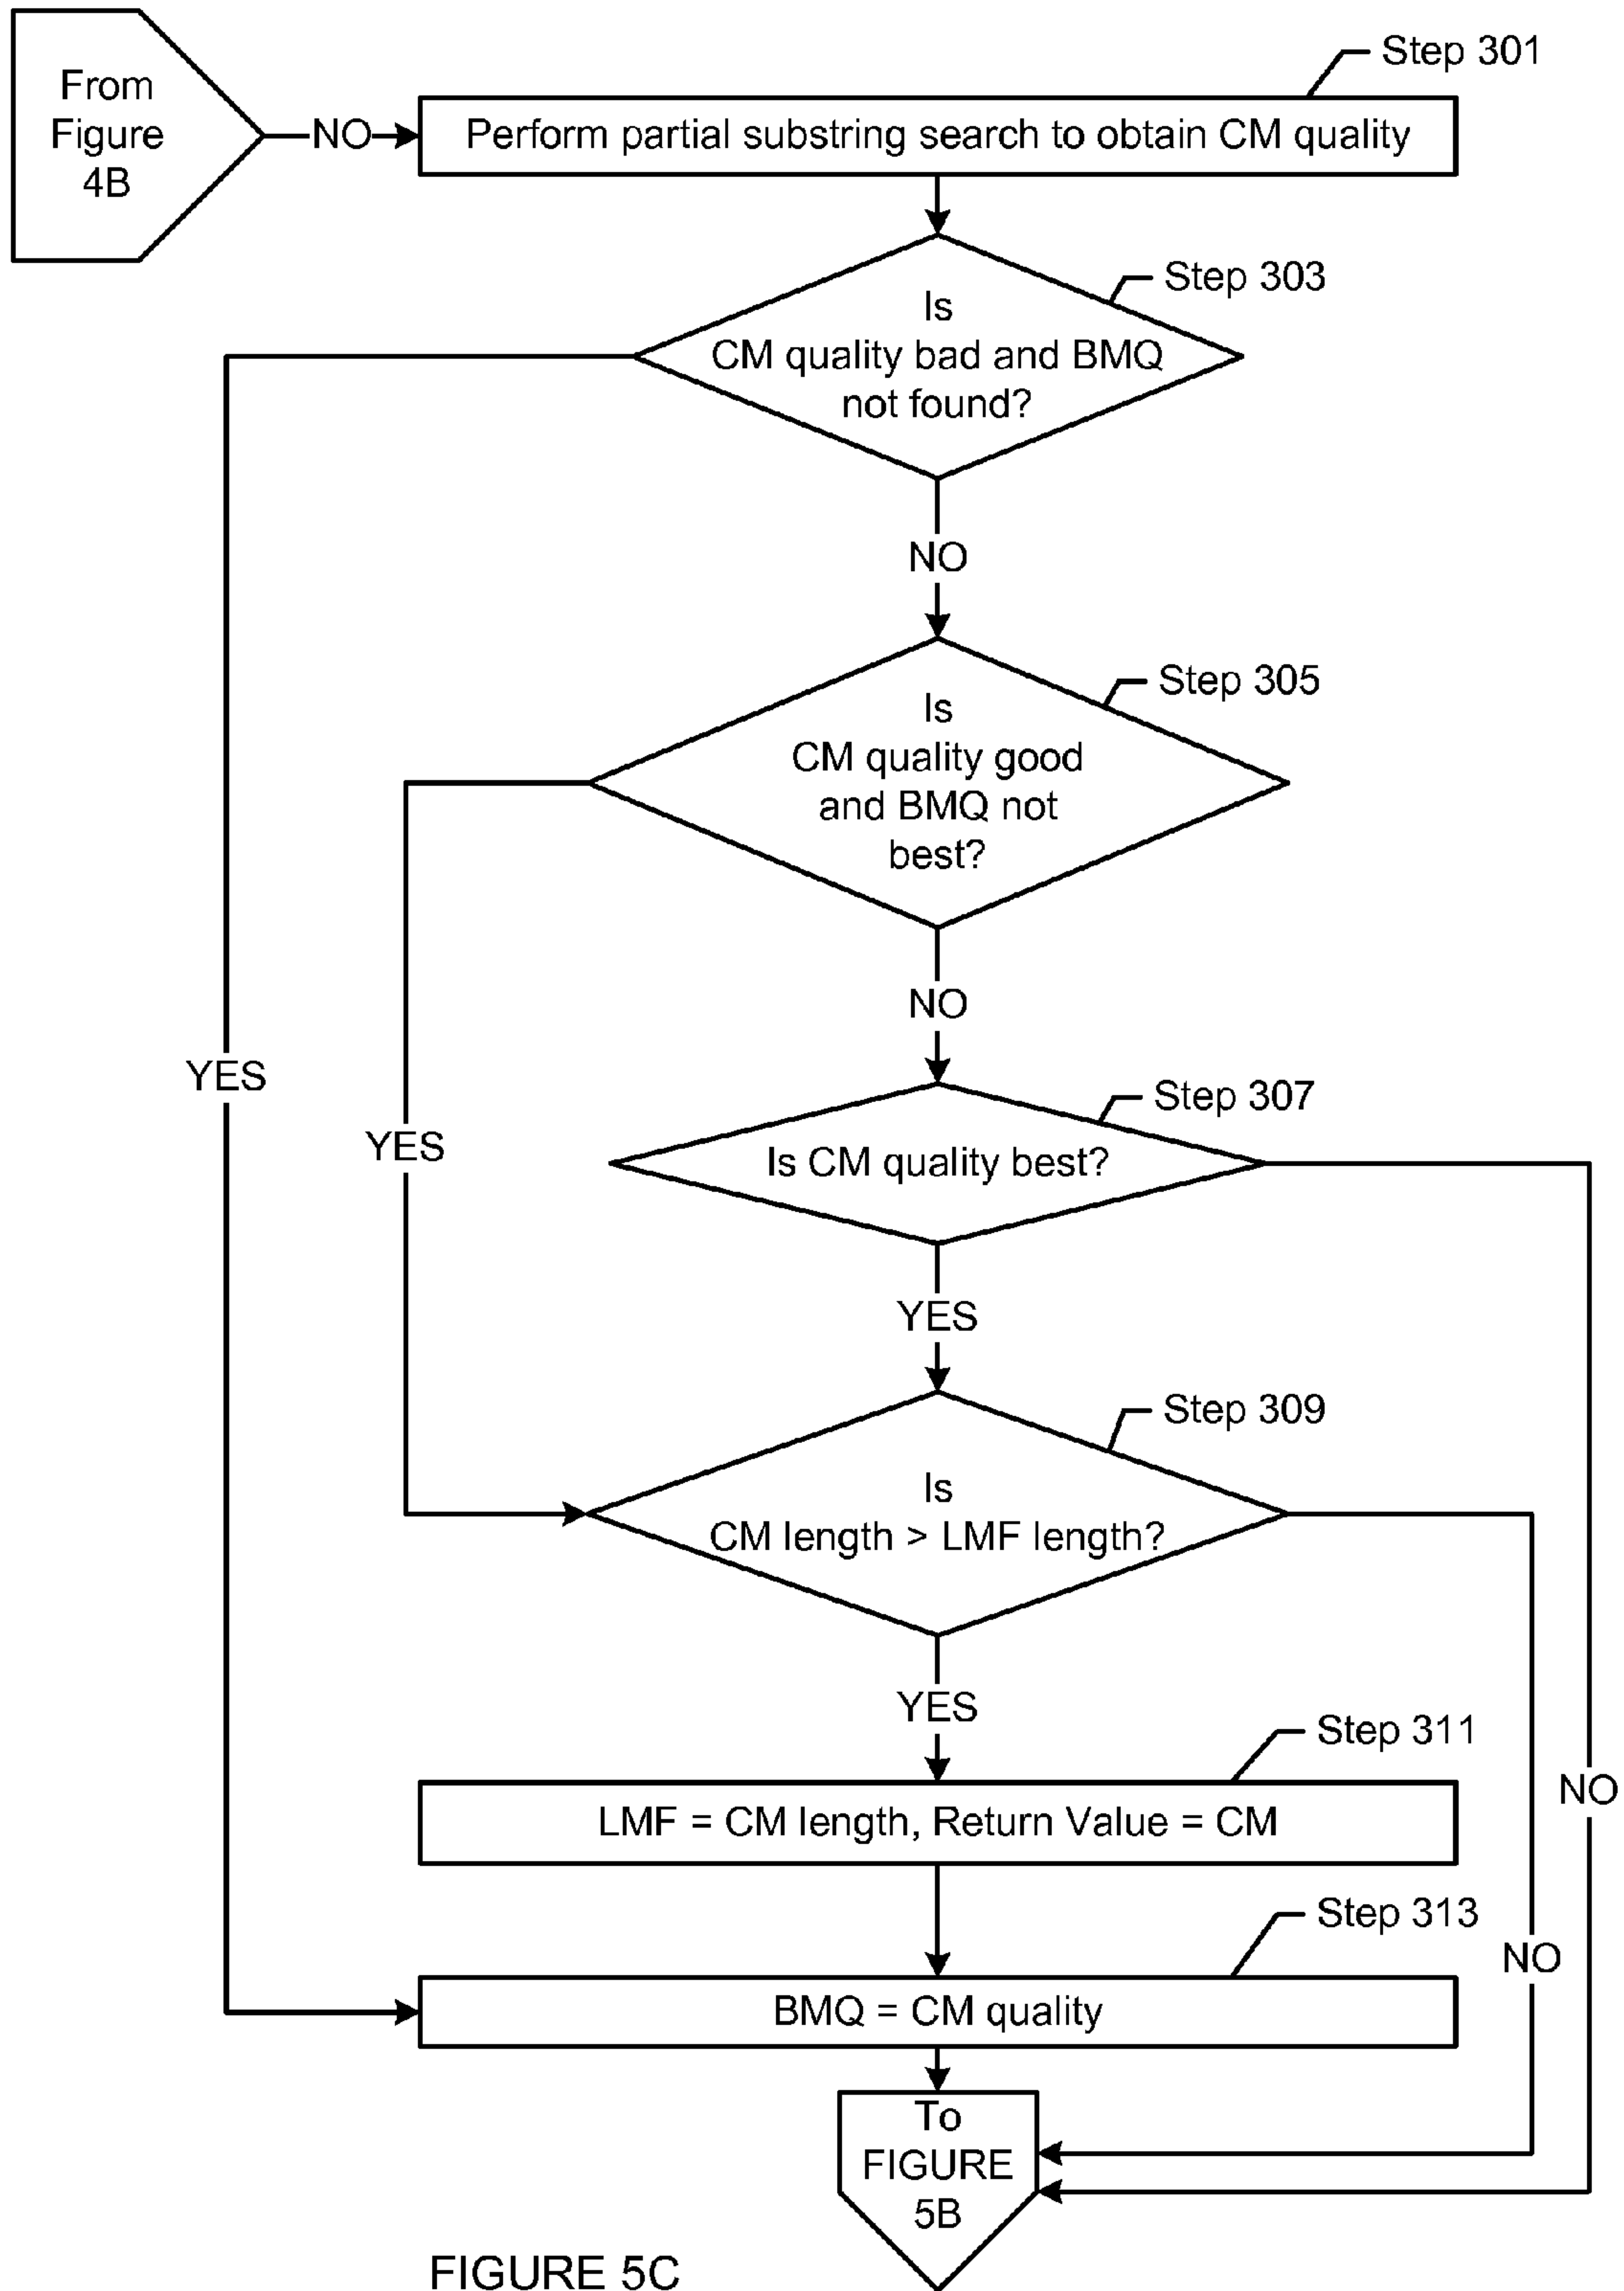 From
Figure
4B
NO
Step 301
Perform partial substring search to obtain CM quality
Step 303
Is
CM quality bad and BMQ
not found?
NO
Step 305
Is
CM quality good
and BMQ not
best?
NO
YES
YES
Step 307
Is CM quality best?
YES
Step 309
Is
CM length > LMF length?
YES
Step 311
LMF = CM length, Return Value = CM
NO
Step 313
NO
BMQ = CM quality
To
FIGURE
5B
FIGURE 5C